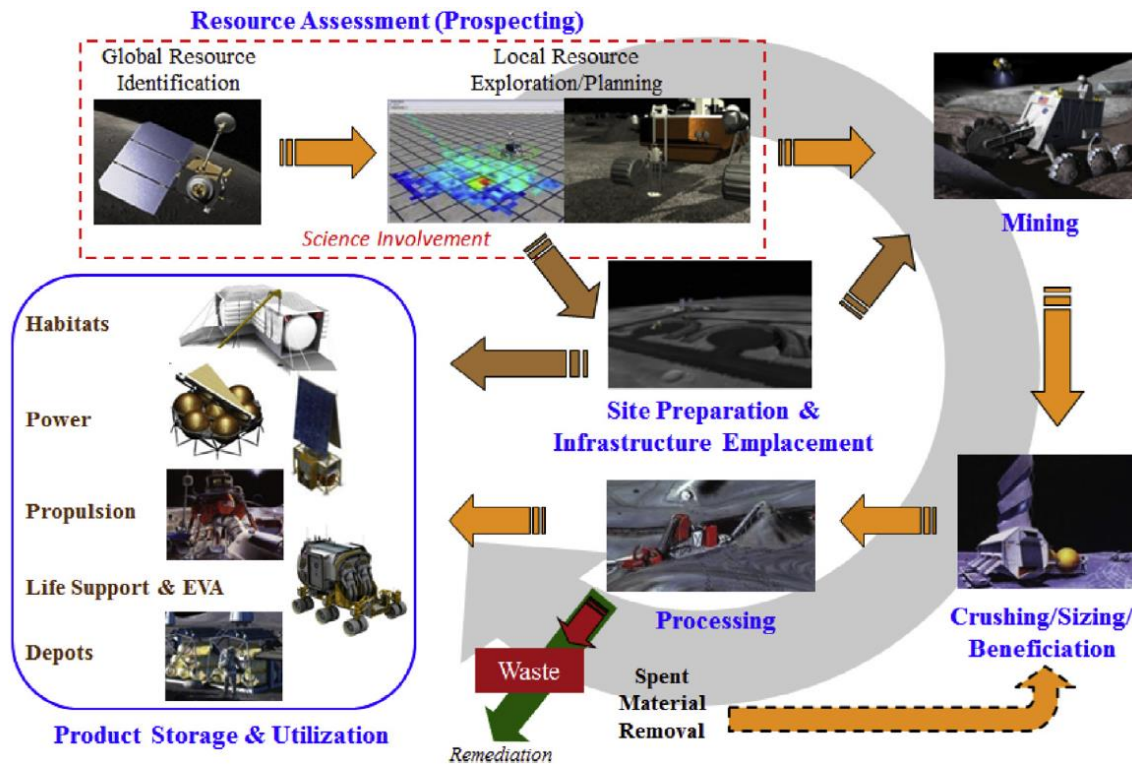 Resource Assessment (Prospecting)
Global Resource
Identification
Local Resource
Exploration/Planning
Science Involvement
Mining
Habitats
Power
Propulsion
Life Support & EVA
Depots
Product Storage & Utilization
Site Preparation &
Infrastructure Emplacement
Processing
Crushing/Sizing/
Beneficiation
Waste
Remediation
Spent
Material
Removal